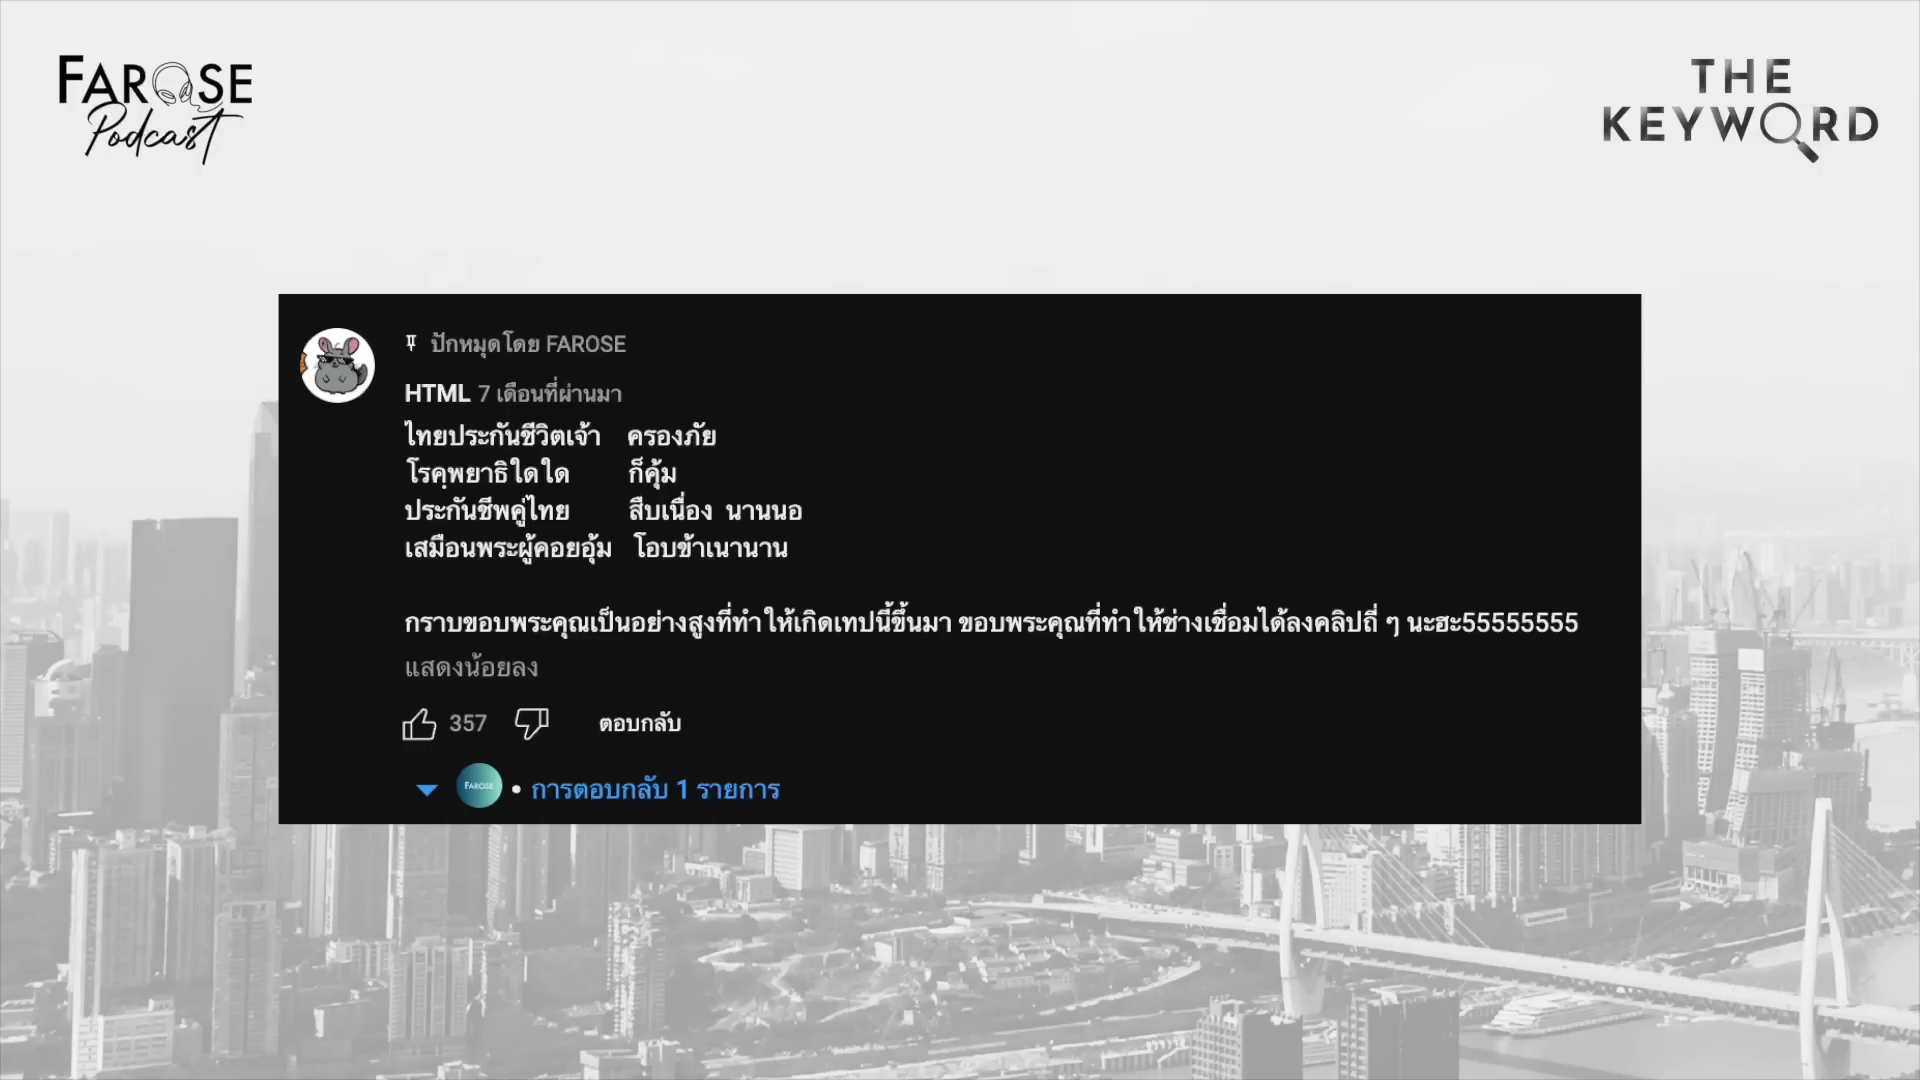 FAROSE
Podcast
THE
KEYWORD
ปักหมุดโดย FAROSE
HTML 7 เดือนที่ผ่านมา
ไทยประกันชีวิตเจ้า ครองภัย
โรคฺพยาธิใดใด ก็คุ้ม
ประกันชีพคู่ไทย สืบเนื่อง นานนอ
เสมือนพระผู้คอยอุ้ม โอบข้าเนานาน
กราบขอบพระคุณเป็นอย่างสูงที่ทำให้เกิดเทปนี้ขึ้นมา ขอบพระคุณที่ทำให้ช่างเชื่อมได้ลงคลิปถี่ ๆ นะฮะ55555555
แสดงน้อยลง
357 ตอบกลับ
FAROSE • การตอบกลับ 1 รายการ